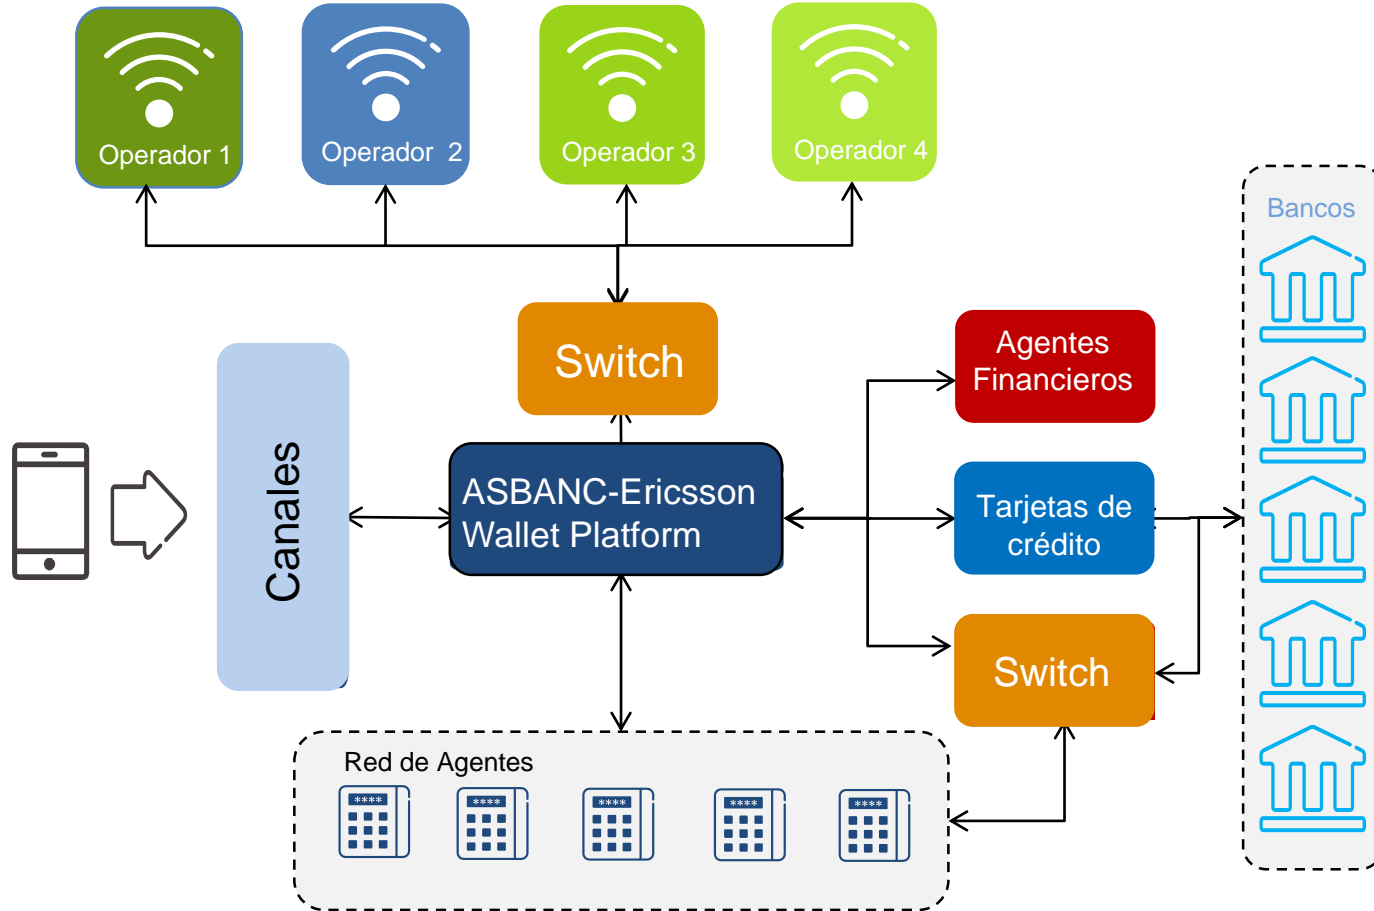 Operador 1
Operador 2
Operador 3
Operador 4
Bancos
Switch
Agentes
Financieros
Canales
ASBANC-Ericsson
Wallet Platform
Tarjetas de
crédito
Switch
Red de Agentes
****
****
****
****
****